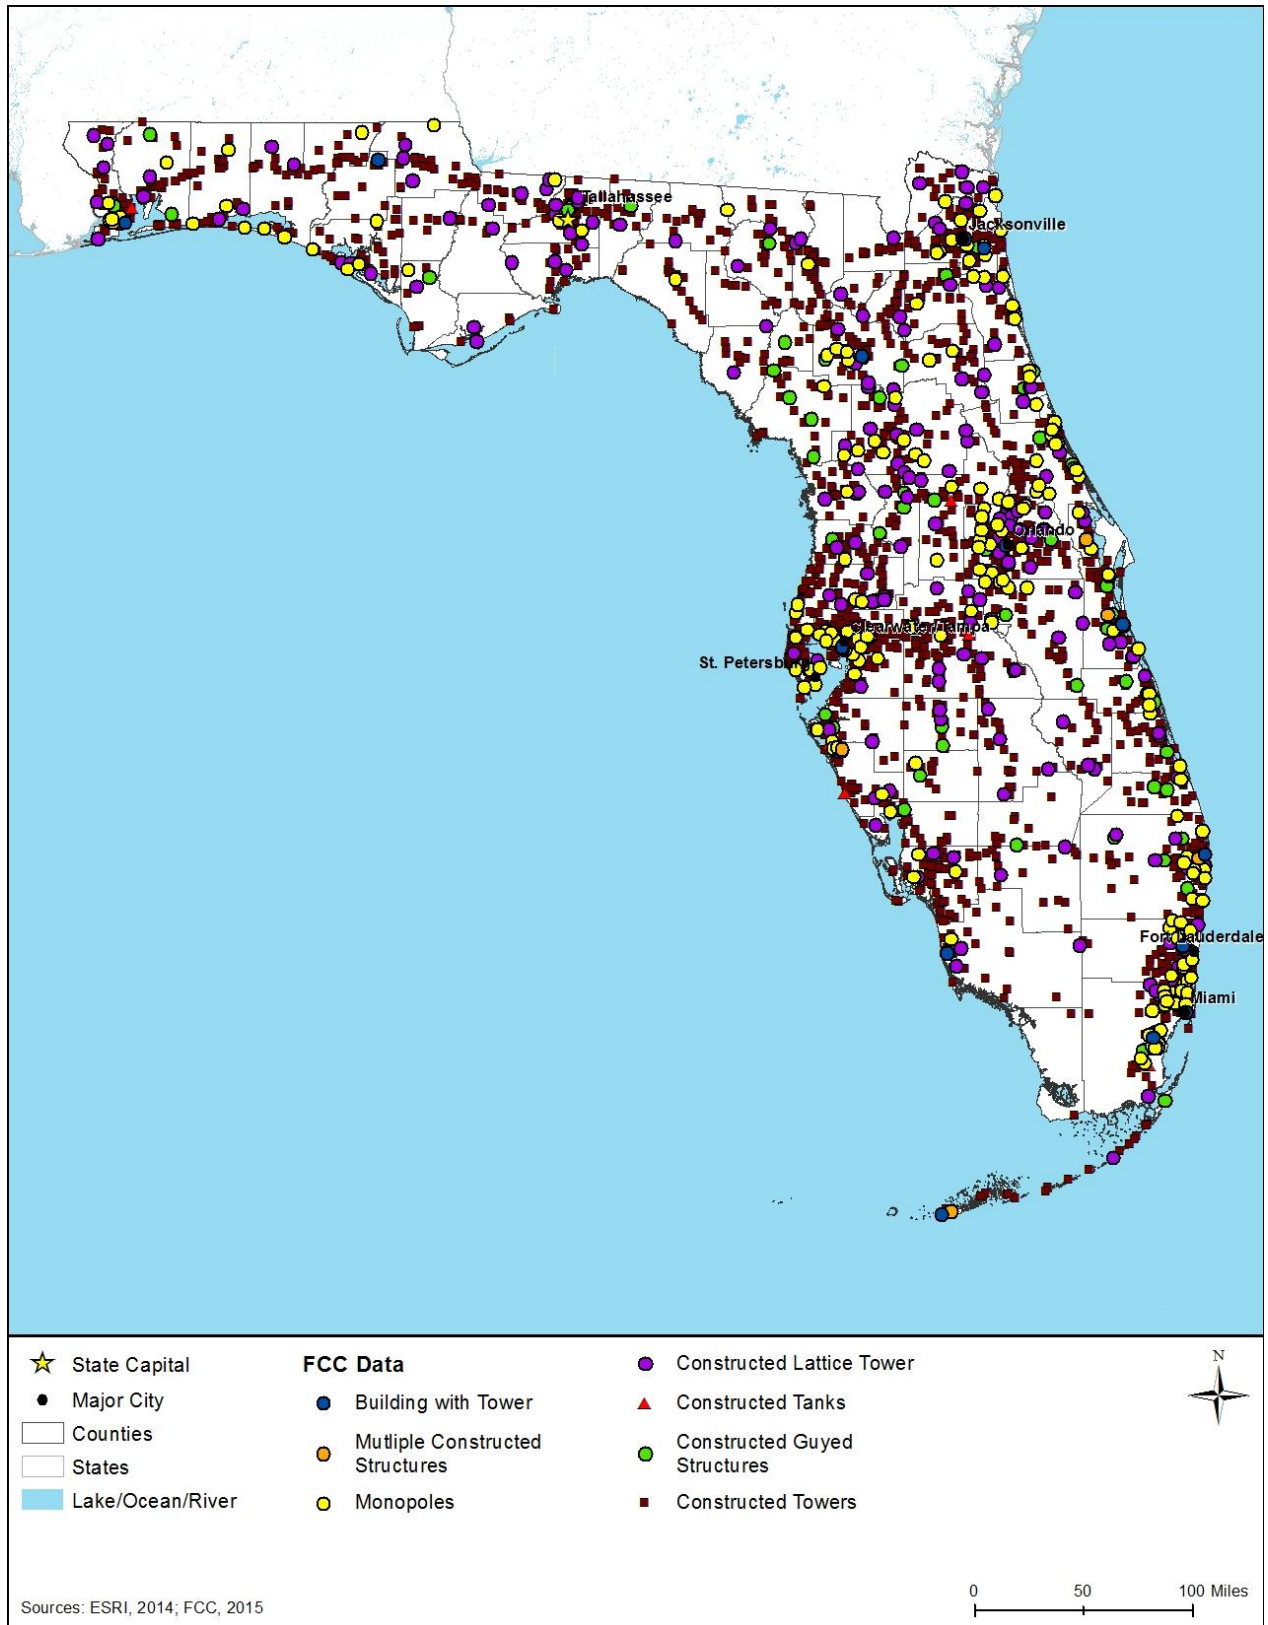 Tallahassee
Jacksonville
Orlando
Clearwater/Tampa
St. Petersburg
Fort Lauderdale
Miami
State Capital
Major City
Counties
States
Lake/Ocean/River
FCC Data
Building with Tower
Mutliple Constructed
Structures
Monopoles
Constructed Lattice Tower
Constructed Tanks
Constructed Guyed
Structures
Constructed Towers
N
0 50 100 Miles
Sources: ESRI, 2014; FCC, 2015